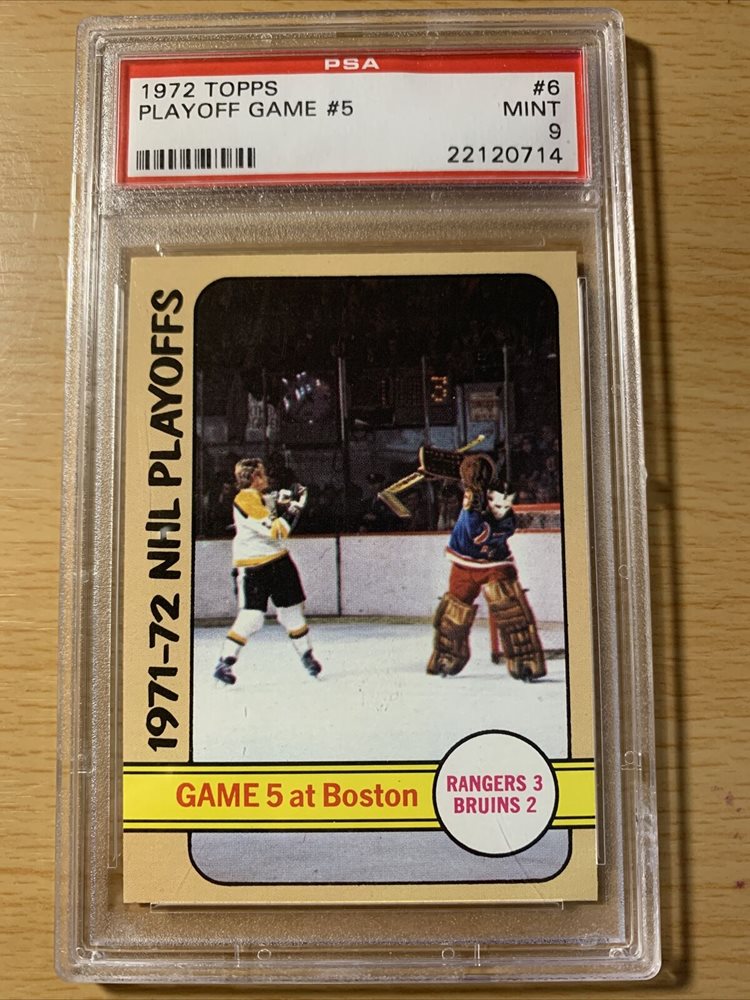 PSA
1972 TOPPS #6
PLAYOFF GAME #5 MINT
9
22120714
1971-72 NHL PLAYOFFS
GAME 5 at Boston
RANGERS 3
BRUINS 2